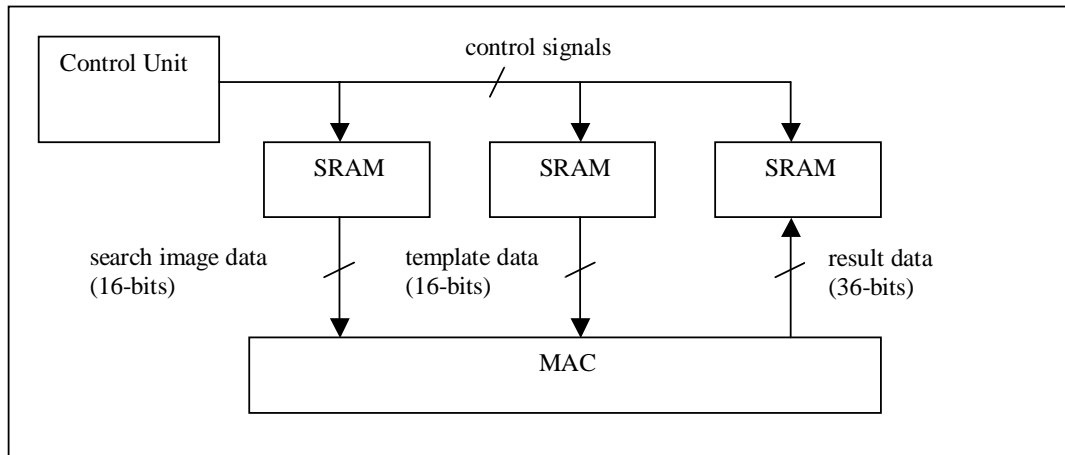 control signals
Control Unit
SRAM
SRAM
SRAM
search image data
(16-bits)
template data
(16-bits)
result data
(36-bits)
MAC